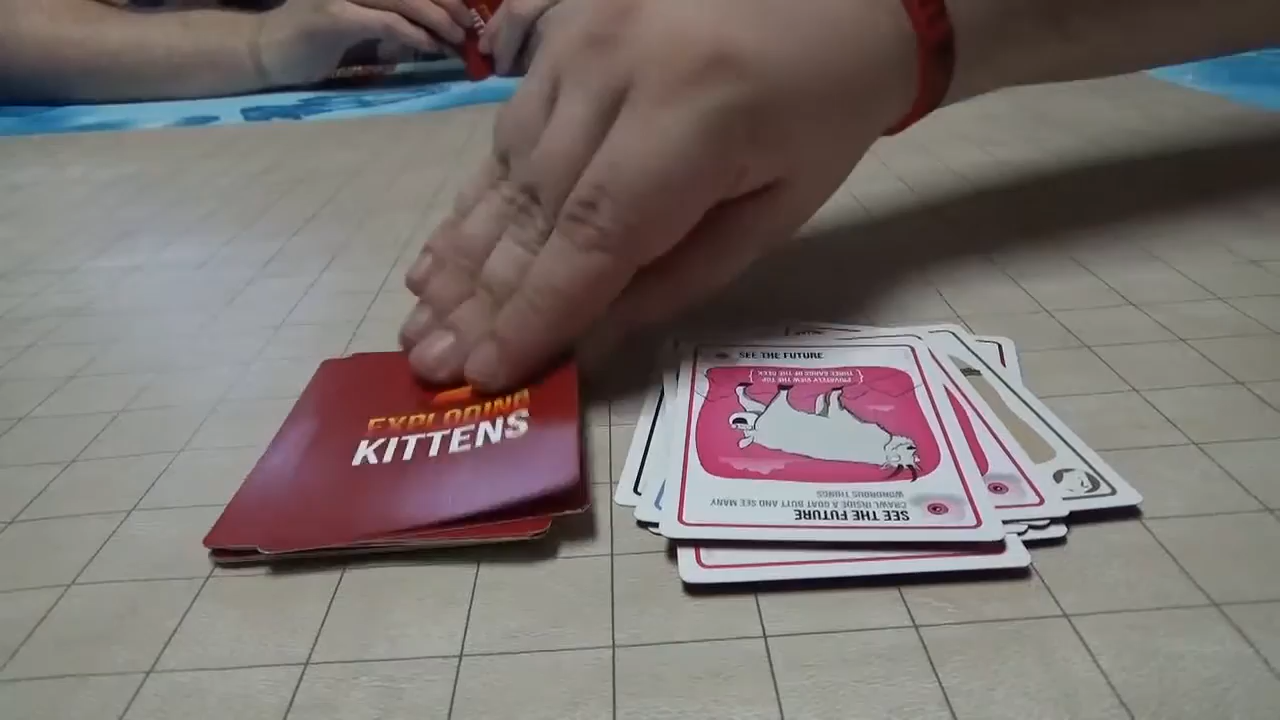 EXPLODING
KITTENS
SEE THE FUTURE
{ PRIVATELY VIEW THE TOP
THREE CARDS OF THE DECK }
SEE THE FUTURE
CRAWL INSIDE A GOAT BUTT AND SEE MANY
WONDROUS THINGS